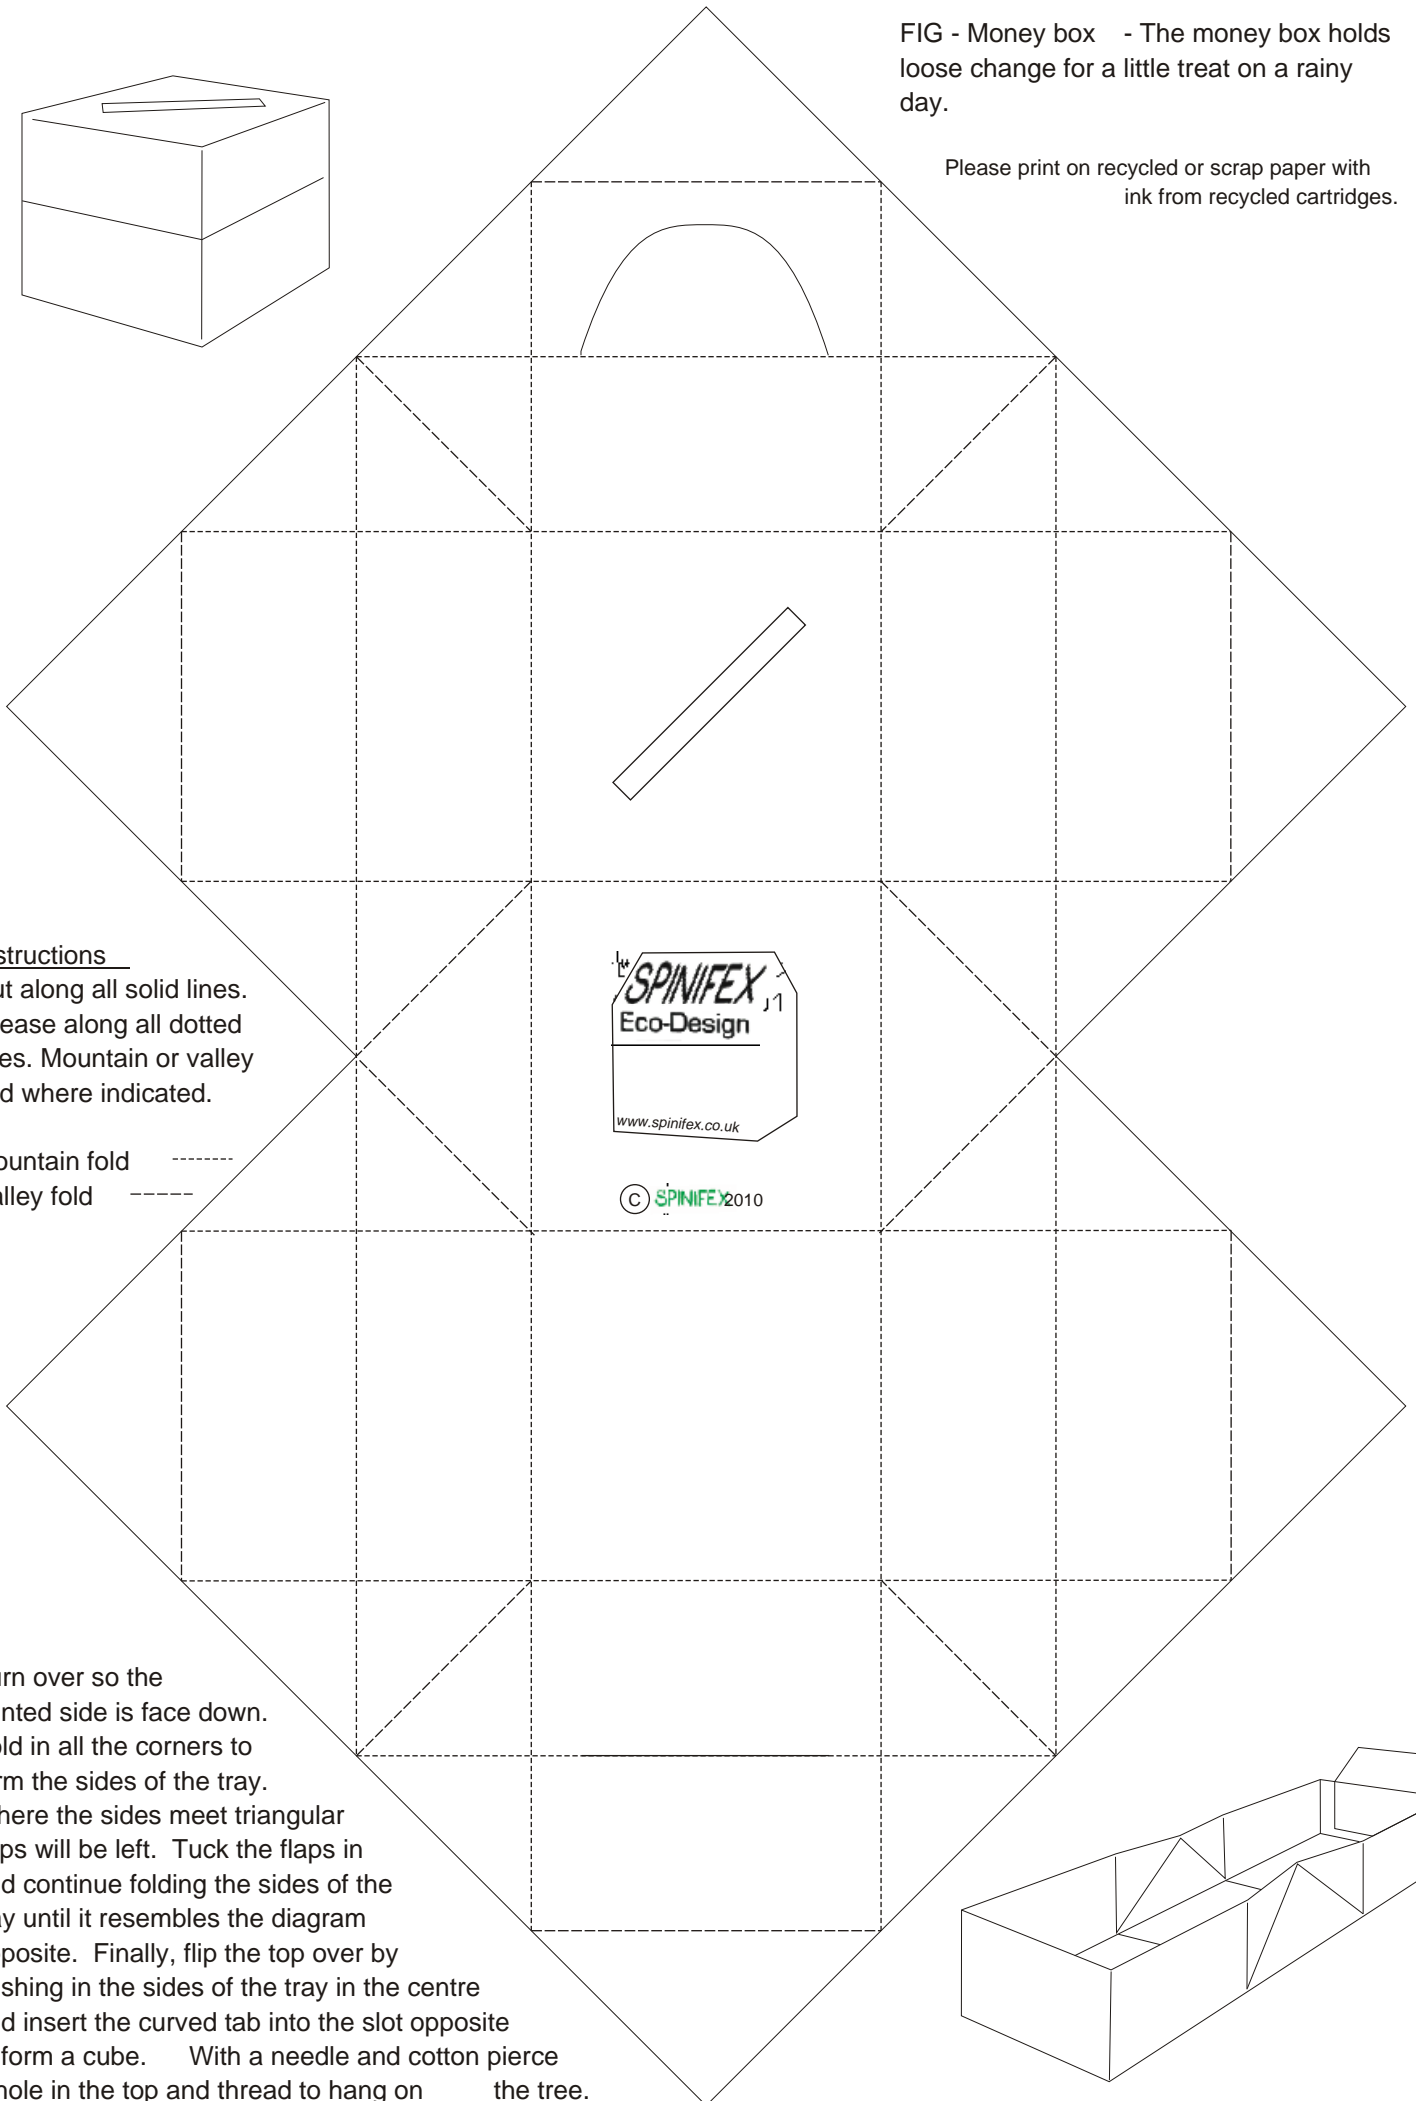 FIG - Money box - The money box holds
loose change for a little treat on a rainy
day.
Please print on recycled or scrap paper with
ink from recycled cartridges.
structions
ut along all solid lines.
ease along all dotted
es. Mountain or valley
d where indicated.
ountain fold
alley fold
SPINIFEX
Eco-Design
www.spinifex.co.uk
© SPINIFEX 2010
urn over so the
nted side is face down.
old in all the corners to
rm the sides of the tray.
here the sides meet triangular
ps will be left. Tuck the flaps in
d continue folding the sides of the
ay until it resembles the diagram
posite. Finally, flip the top over by
shing in the sides of the tray in the centre
d insert the curved tab into the slot opposite
form a cube. With a needle and cotton pierce
hole in the top and thread to hang on the tree.